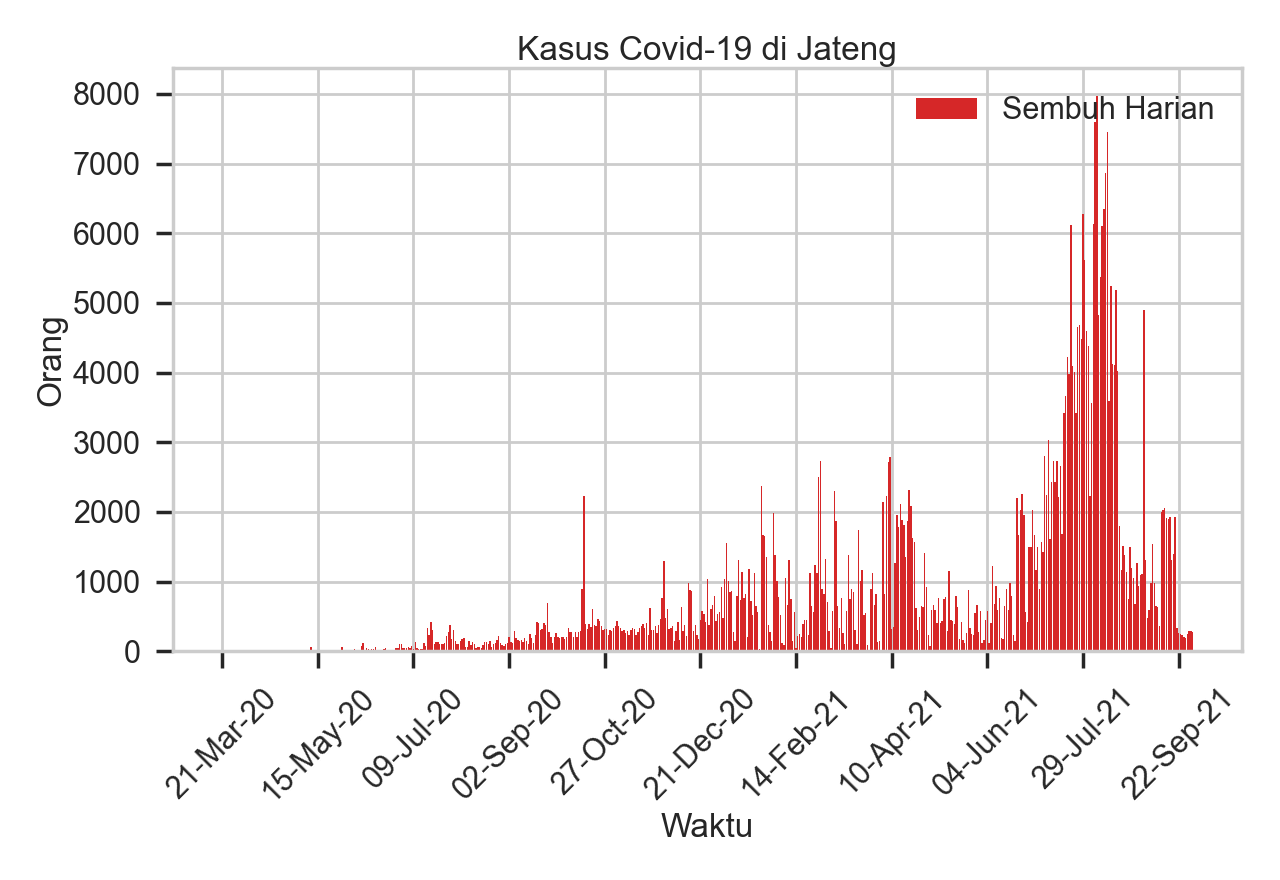 Kasus Covid-19 di Jateng
Sembuh Harian
8000
7000
6000
5000
4000
3000
2000
1000
0
Orang
21-Mar-20
15-May-20
09-Jul-20
02-Sep-20
27-Oct-20
21-Dec-20
14-Feb-21
10-Apr-21
04-Jun-21
29-Jul-21
22-Sep-21
Waktu